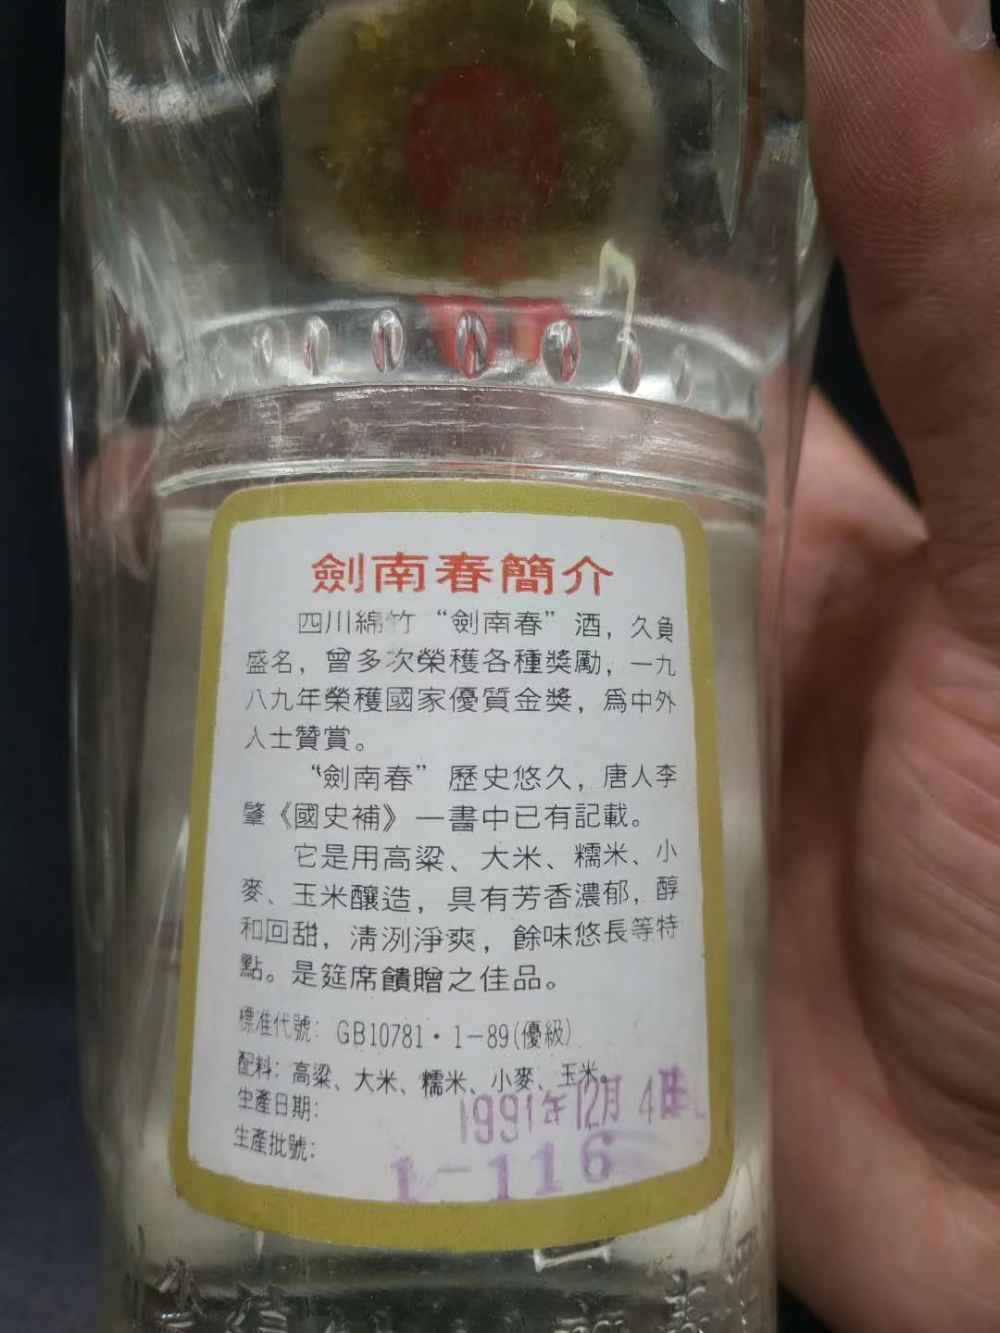 劍南春簡介
四川綿竹“劍南春”酒，久負
盛名，曾多次榮獲各種獎勵，一九
八九年榮獲國家優質金獎，爲中外
人士贊賞。
“劍南春”歷史悠久，唐人李
肇《國史補》一書中已有記載。
它是用高粱、大米、糯米、小
麥、玉米釀造，具有芳香濃郁，醇
和回甜，清洌淨爽，餘味悠長等特
點。是筵席饋贈之佳品。
標准代號：GB10781·1-89(優級)
配料：高粱、大米、糯米、小麥、玉米。
生產日期：1991年12月4日
生產批號：1-116